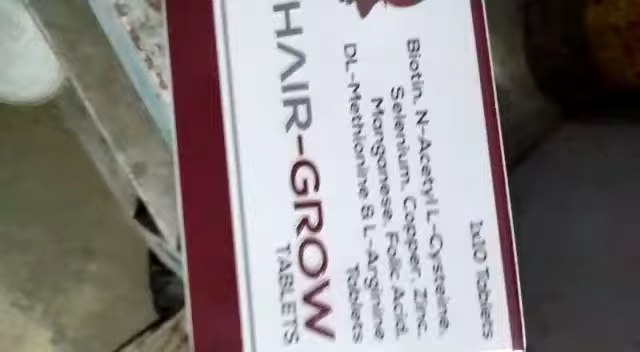 1x10 Tablets
Biotin, N-Acetyl L-Cysteine,
Selenium, Copper, Zinc,
Manganese, Folic Acid,
DL-Methionine & L-Arginine
Tablets
HAIR-GROW
TABLETS